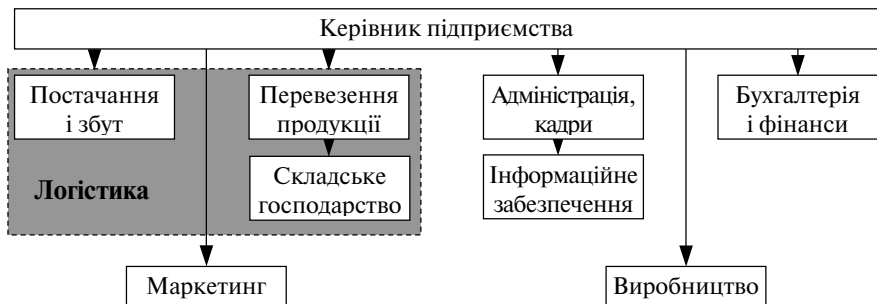 Керівник підприємства
Постачання
і збут
Перевезення
продукції
Адміністрація,
кадри
Бухгалтерія
і фінанси
Логістика
Складське
господарство
Інформаційне
забезпечення
Маркетинг
Виробництво